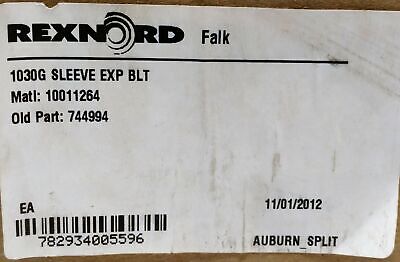 REXNORD Falk
1030G SLEEVE EXP BLT
Matl: 10011264
Old Part: 744994
EA 11/01/2012
782934005596 AUBURN_SPLIT